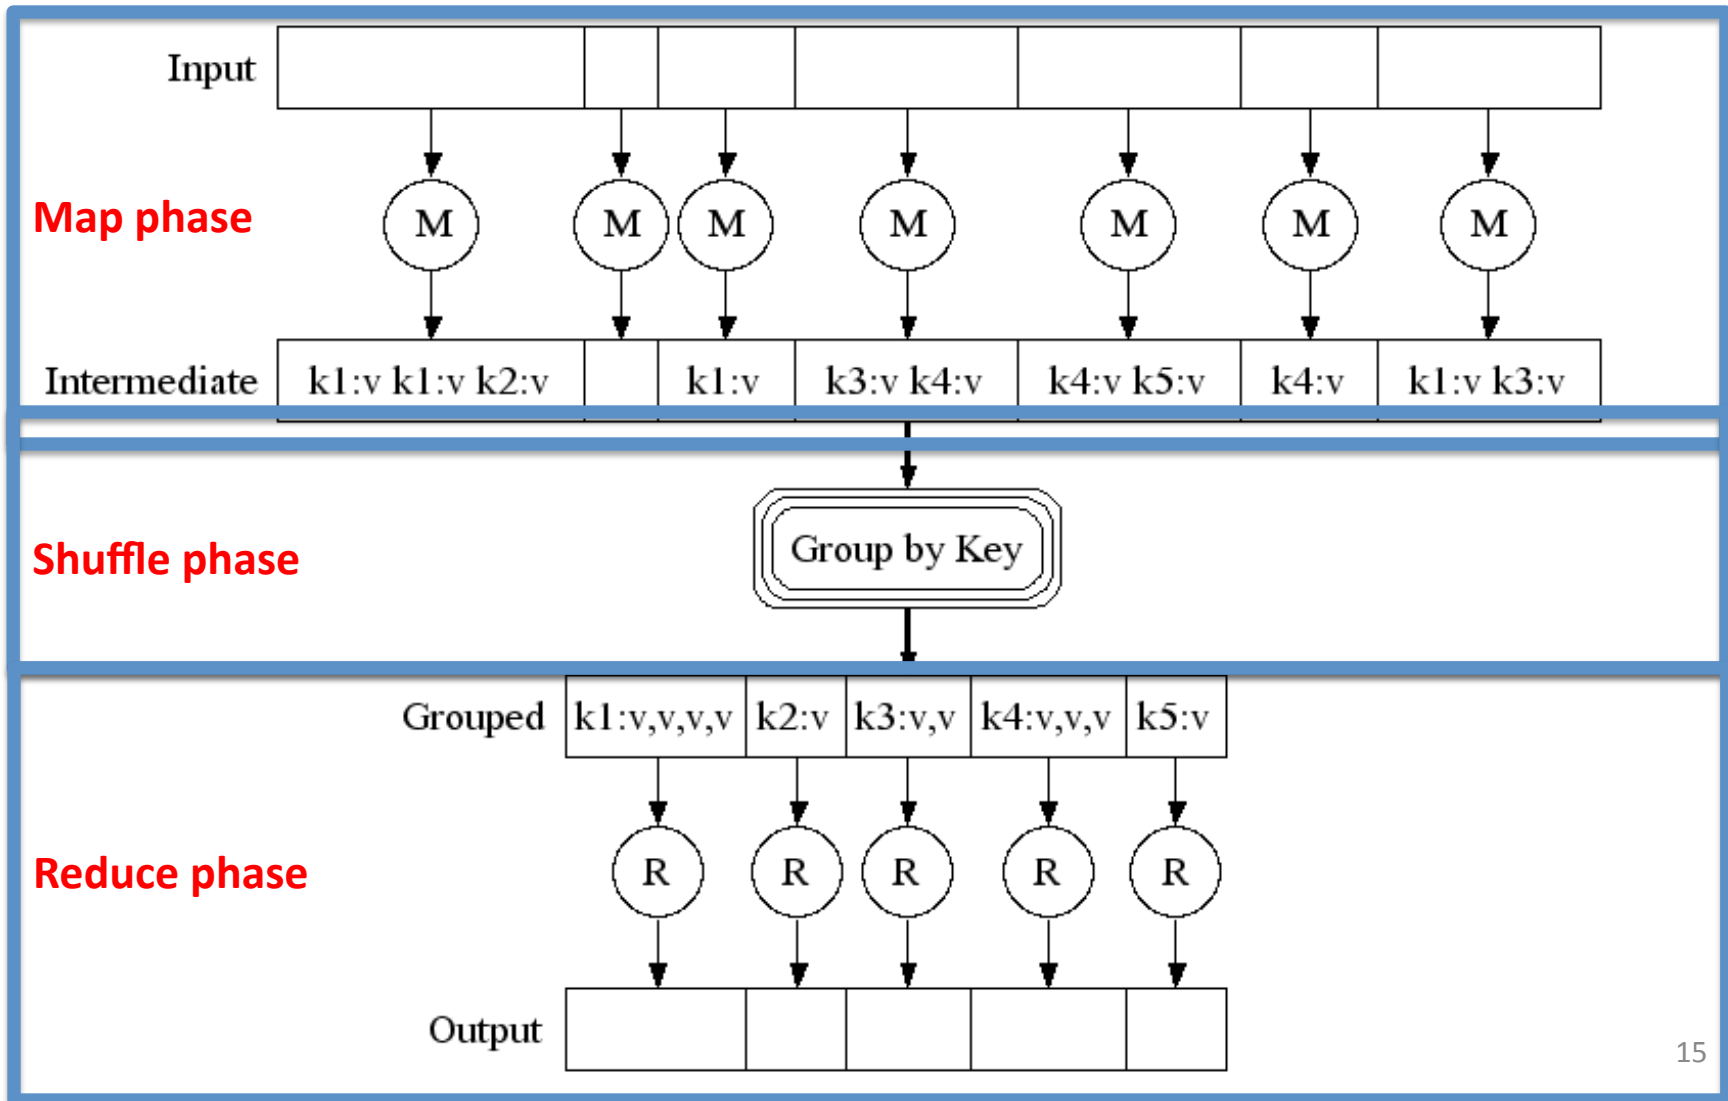 Input
Map phase
M M M M M M M
Intermediate k1:v k1:v k2:v k1:v k3:v k4:v k4:v k5:v k4:v k1:v k3:v
Shuffle phase
Group by Key
Grouped k1:v,v,v,v k2:v k3:v,v k4:v,v,v k5:v
Reduce phase
R R R R R
Output
15